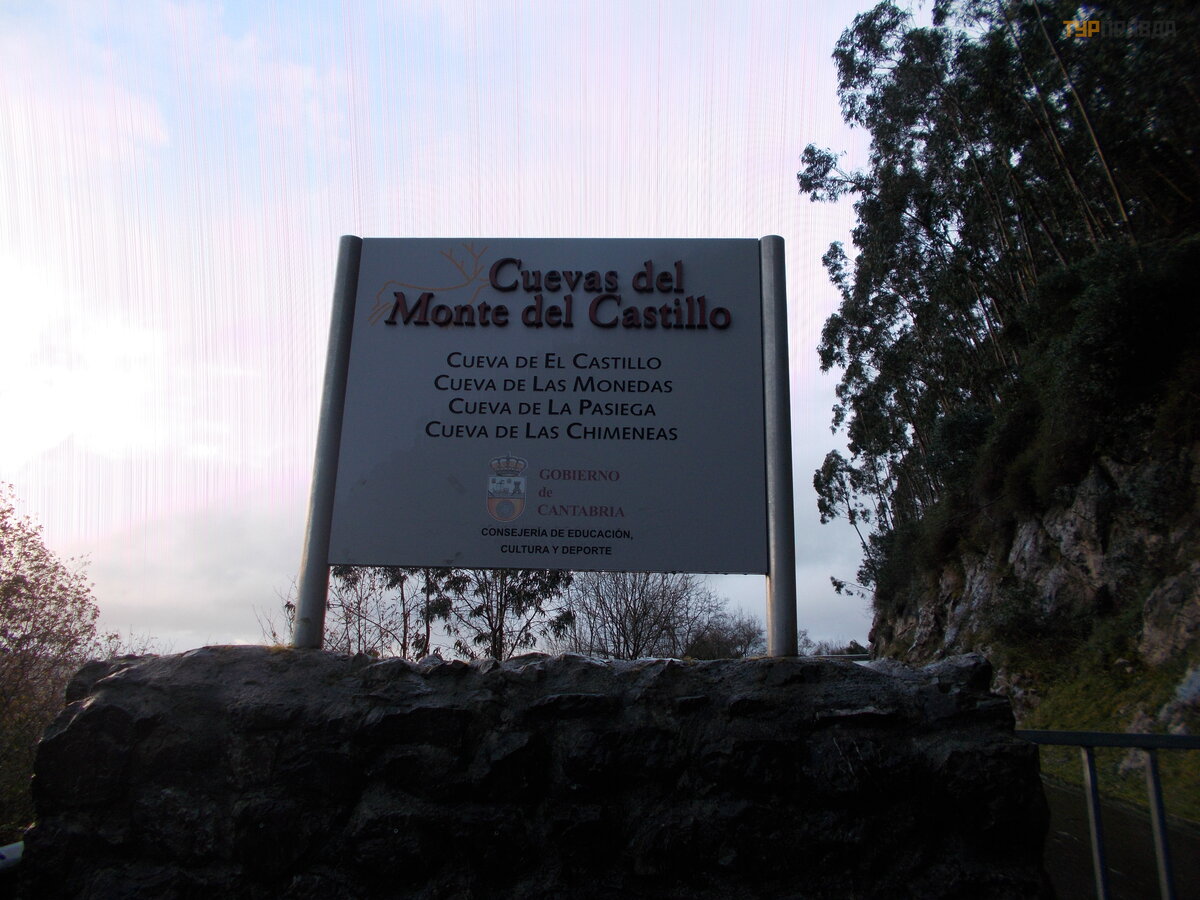 ТУРПРАВДА
Cuevas del
Monte del Castillo
CUEVA DE EL CASTILLO
CUEVA DE LAS MONEDAS
CUEVA DE LA PASIEGA
CUEVA DE LAS CHIMENEAS
GOBIERNO
de
CANTABRIA
CONSEJERÍA DE EDUCACIÓN,
CULTURA Y DEPORTE